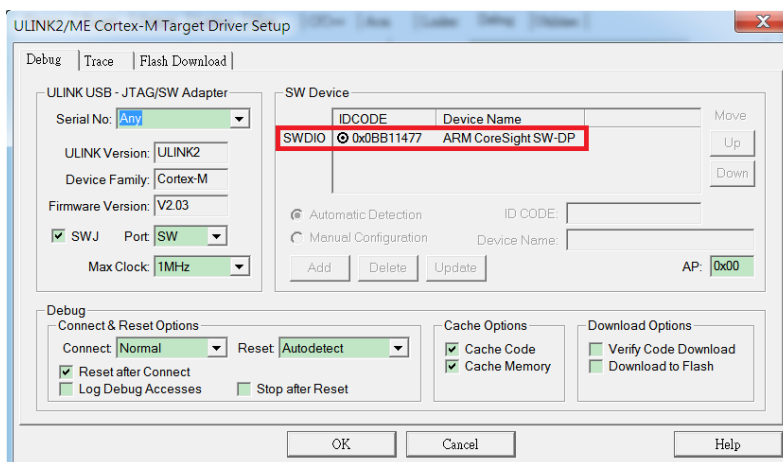 ULINK2/ME Cortex-M Target Driver Setup
Debug Trace Flash Download
ULINK USB - JTAG/SW Adapter
Serial No: Any
ULINK Version: ULINK2
Device Family: Cortex-M
Firmware Version: V2.03
SWJ Port: SW
Max Clock: 1MHz
SW Device
IDCODE Device Name Move
SWDIO 0x0BB11477 ARM CoreSight SW-DP Up
Down
Automatic Detection ID CODE:
Manual Configuration Device Name:
Add Delete Update AP: 0x00
Debug
Connect & Reset Options
Connect: Normal Reset: Autodetect
Reset after Connect
Log Debug Accesses Stop after Reset
Cache Options
Cache Code
Cache Memory
Download Options
Verify Code Download
Download to Flash
OK Cancel Help